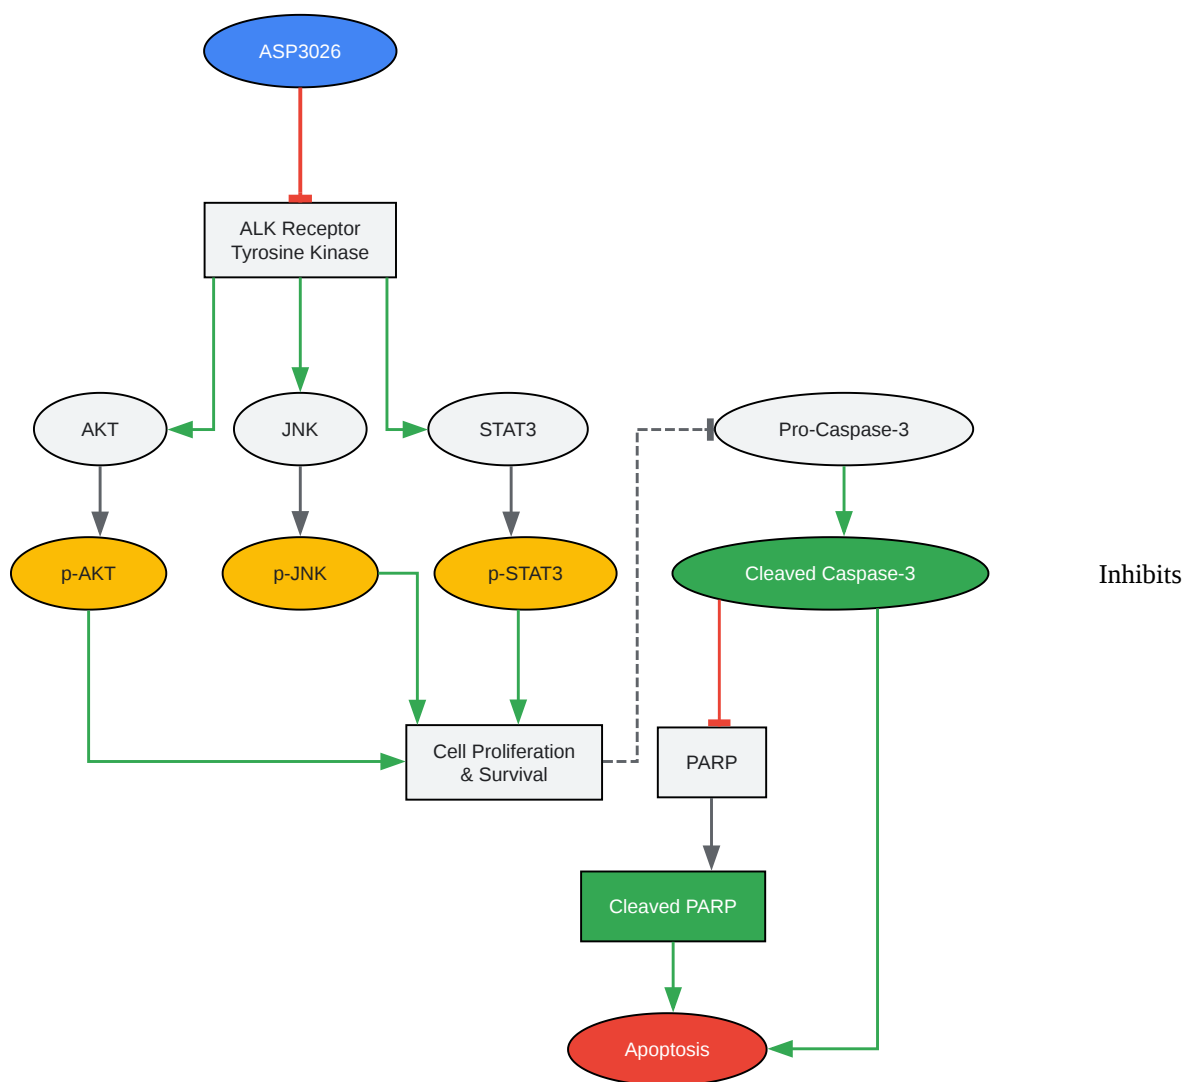 ASP3026
ALK Receptor
Tyrosine Kinase
AKT
JNK
STAT3
Pro-Caspase-3
p-AKT
p-JNK
p-STAT3
Cleaved Caspase-3
Inhibits
Cell Proliferation
& Survival
PARP
Cleaved PARP
Apoptosis